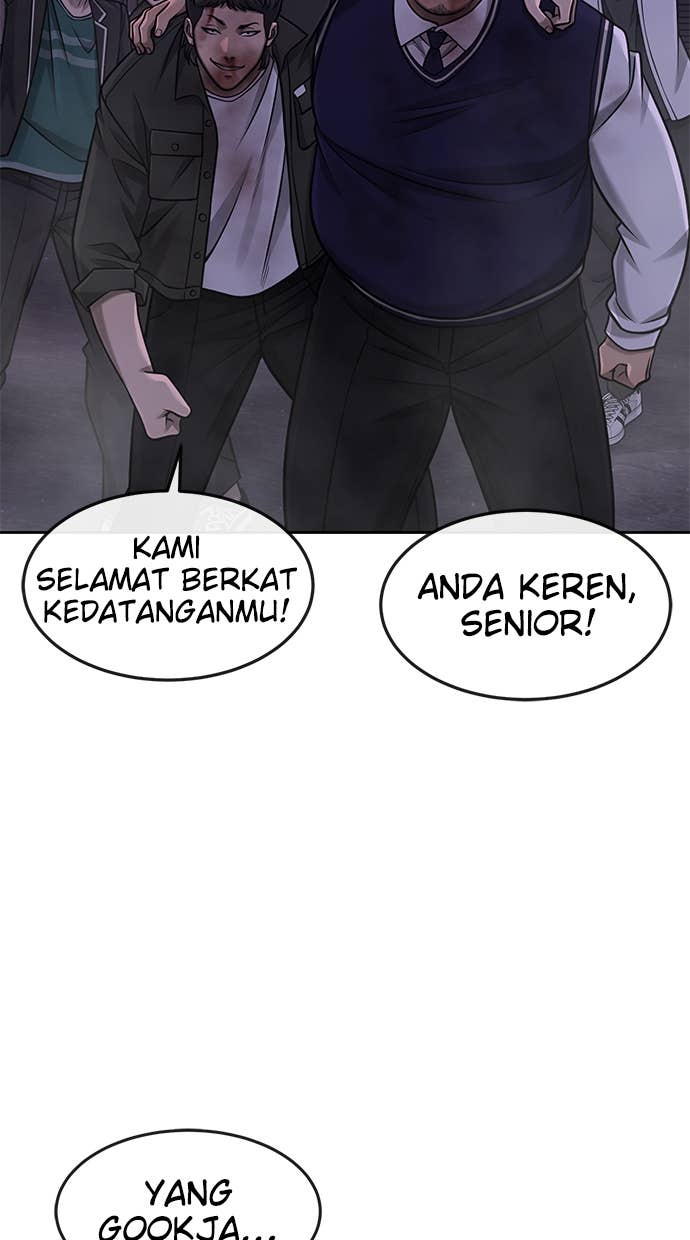 KAMI
SELAMAT BERKAT
KEDATANGANMU!
ANDA KEREN,
SENIOR!
YANG
GOOKJA...